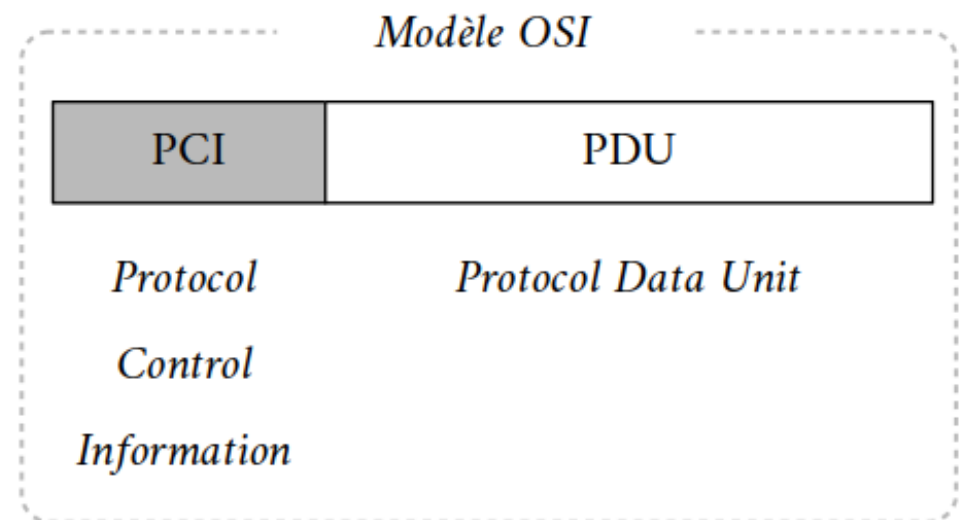 Modèle OSI
PCI PDU
Protocol Protocol Data Unit
Control
Information